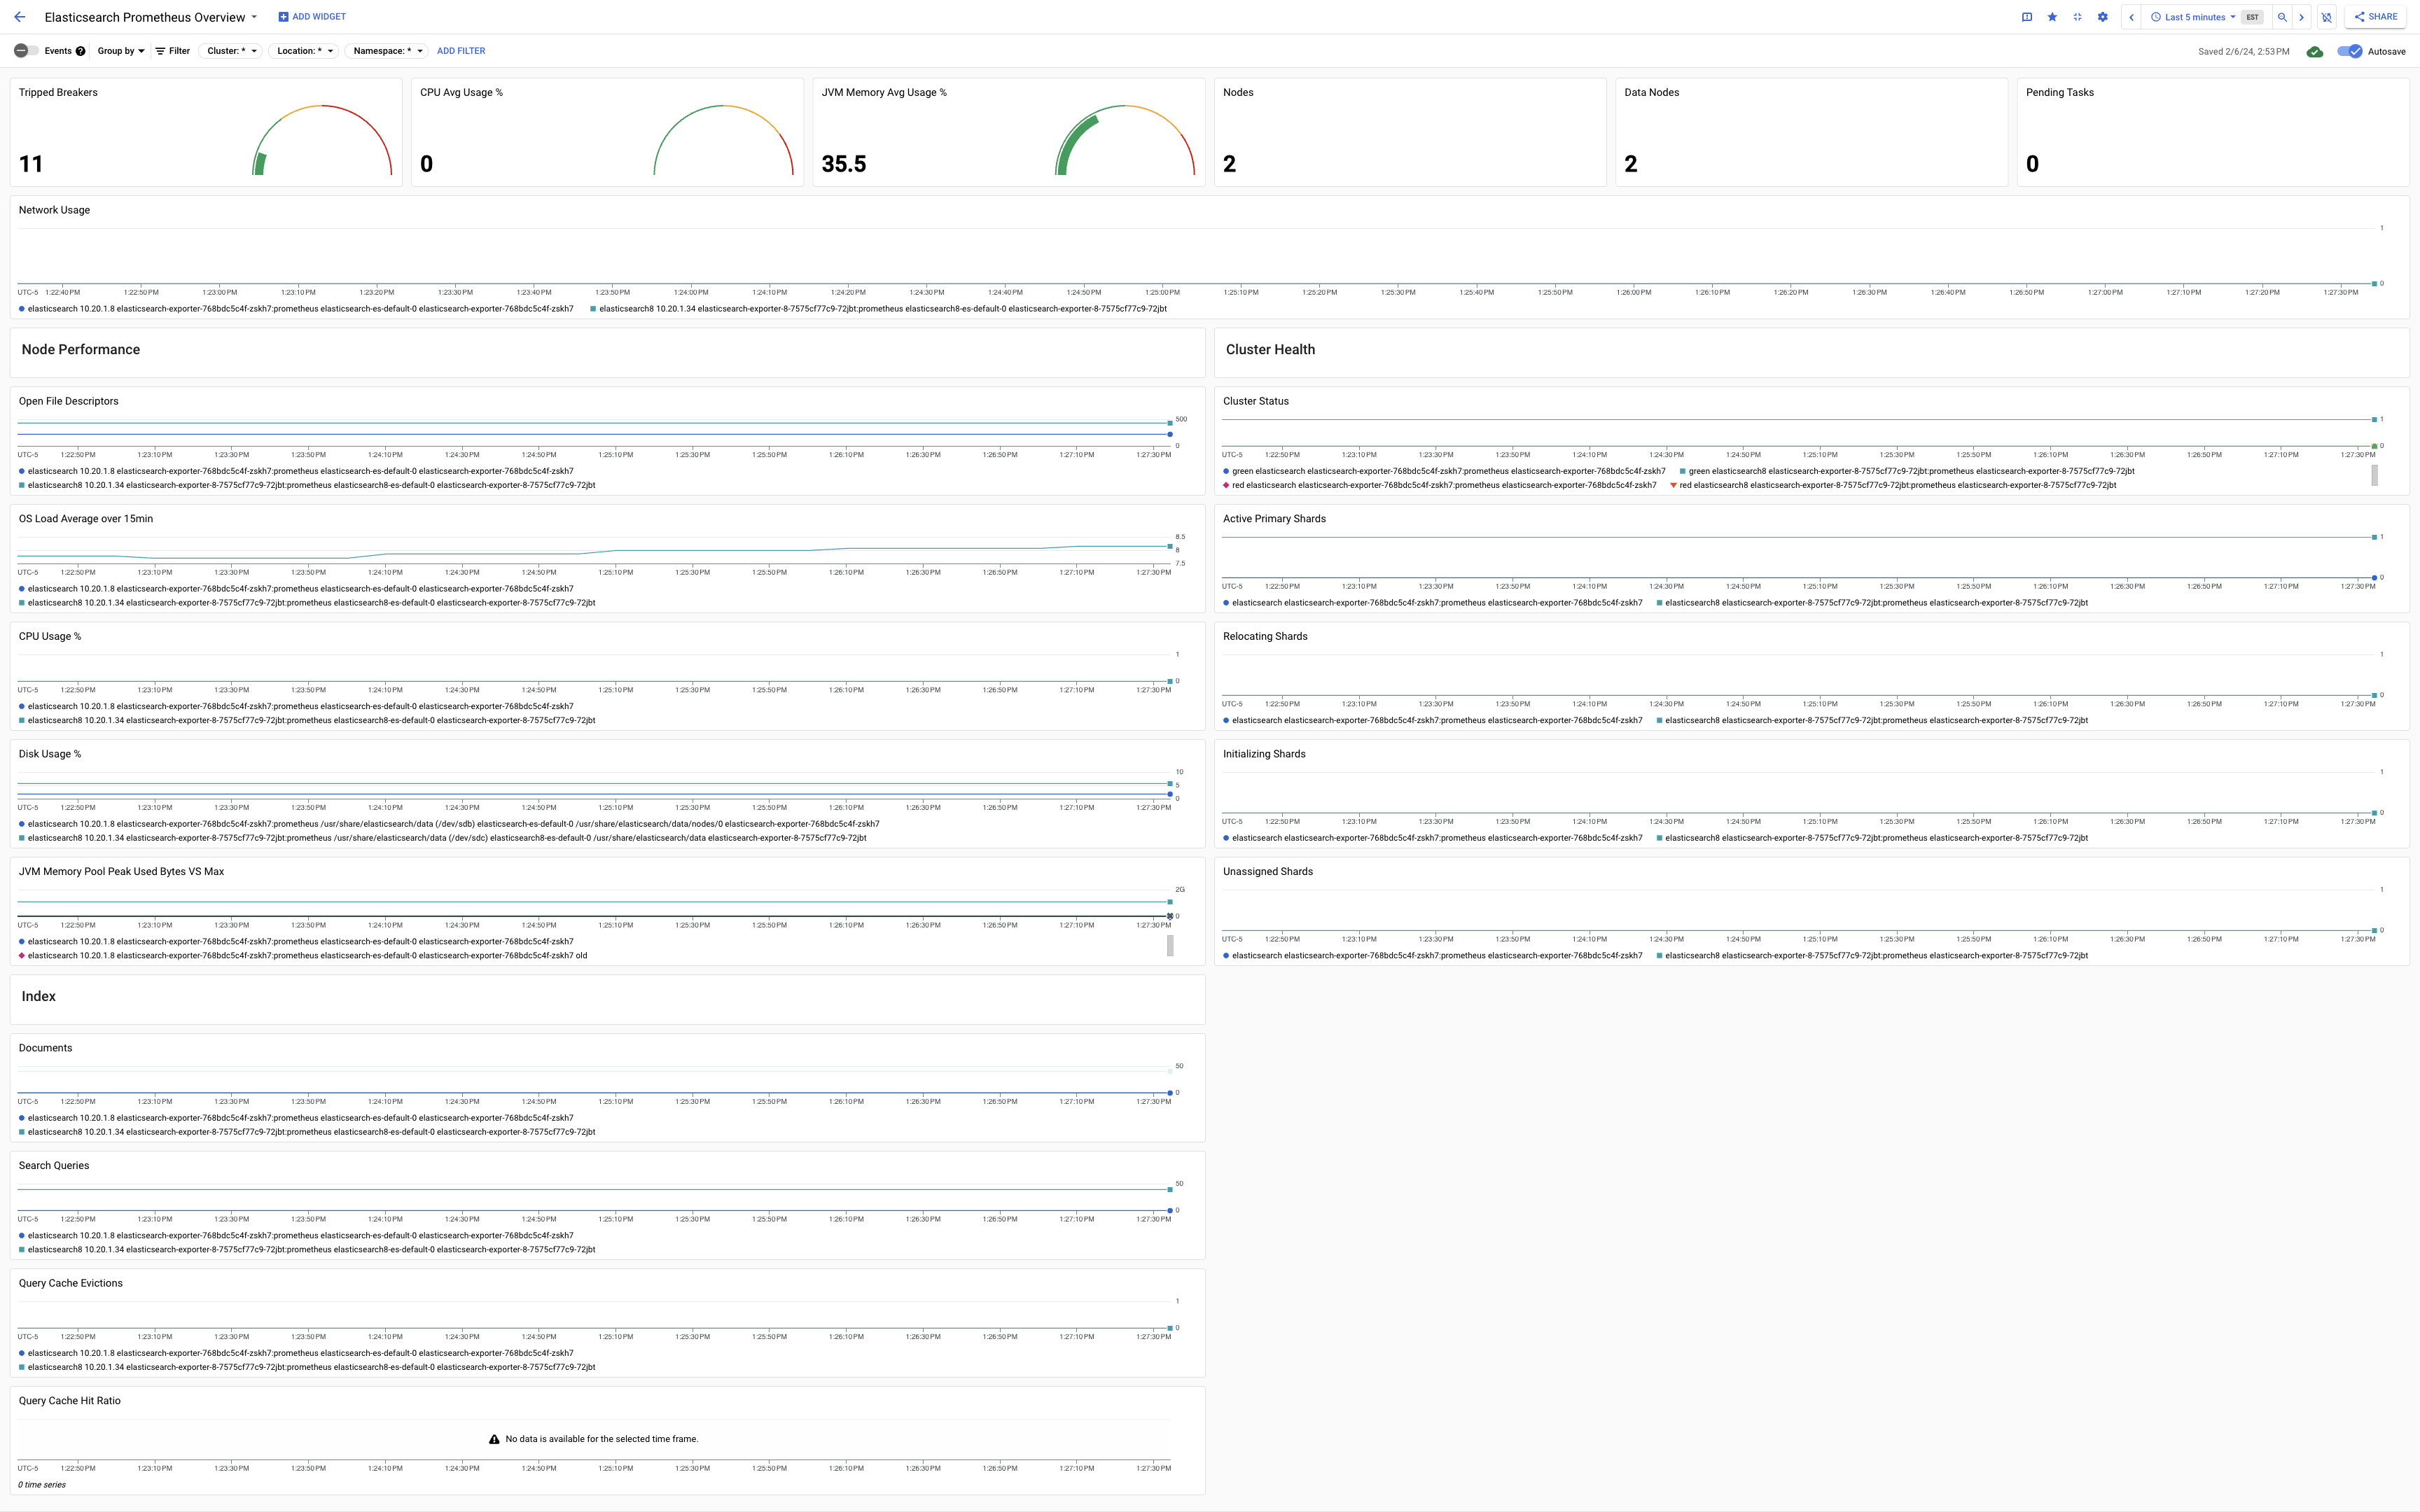 Elasticsearch Prometheus Overview ADD WIDGET Last 5 minutes EST SHARE
Events Group by Filter Cluster: * Location: * Namespace: * ADD FILTER Saved 2/6/24, 2:53 PM Autosave
Tripped Breakers
11
CPU Avg Usage %
0
JVM Memory Avg Usage %
35.5
Nodes
2
Data Nodes
2
Pending Tasks
0
Network Usage
1
0
UTC-5 1:22:40 PM 1:22:50 PM 1:23:00 PM 1:23:10 PM 1:23:20 PM 1:23:30 PM 1:23:40 PM 1:23:50 PM 1:24:00 PM 1:24:10 PM 1:24:20 PM 1:24:30 PM 1:24:40 PM 1:24:50 PM 1:25:00 PM 1:25:10 PM 1:25:20 PM 1:25:30 PM 1:25:40 PM 1:25:50 PM 1:26:00 PM 1:26:10 PM 1:26:20 PM 1:26:30 PM 1:26:40 PM 1:26:50 PM 1:27:00 PM 1:27:10 PM 1:27:20 PM 1:27:30 PM
elasticsearch 10.20.1.8 elasticsearch-exporter-768bdc5c4f-zskh7:prometheus elasticsearch-es-default-0 elasticsearch-exporter-768bdc5c4f-zskh7 elasticsearch8 10.20.1.34 elasticsearch-exporter-8-7575cf77c9-72jbt:prometheus elasticsearch8-es-default-0 elasticsearch-exporter-8-7575cf77c9-72jbt
Node Performance
Open File Descriptors
500
0
UTC-5 1:22:50 PM 1:23:10 PM 1:23:30 PM 1:23:50 PM 1:24:10 PM 1:24:30 PM 1:24:50 PM 1:25:10 PM 1:25:30 PM 1:25:50 PM 1:26:10 PM 1:26:30 PM 1:26:50 PM 1:27:10 PM 1:27:30 PM
elasticsearch 10.20.1.8 elasticsearch-exporter-768bdc5c4f-zskh7:prometheus elasticsearch-es-default-0 elasticsearch-exporter-768bdc5c4f-zskh7
elasticsearch8 10.20.1.34 elasticsearch-exporter-8-7575cf77c9-72jbt:prometheus elasticsearch8-es-default-0 elasticsearch-exporter-8-7575cf77c9-72jbt
OS Load Average over 15min
8.5
8
7.5
UTC-5 1:22:50 PM 1:23:10 PM 1:23:30 PM 1:23:50 PM 1:24:10 PM 1:24:30 PM 1:24:50 PM 1:25:10 PM 1:25:30 PM 1:25:50 PM 1:26:10 PM 1:26:30 PM 1:26:50 PM 1:27:10 PM 1:27:30 PM
elasticsearch 10.20.1.8 elasticsearch-exporter-768bdc5c4f-zskh7:prometheus elasticsearch-es-default-0 elasticsearch-exporter-768bdc5c4f-zskh7
elasticsearch8 10.20.1.34 elasticsearch-exporter-8-7575cf77c9-72jbt:prometheus elasticsearch8-es-default-0 elasticsearch-exporter-8-7575cf77c9-72jbt
CPU Usage %
1
0
UTC-5 1:22:50 PM 1:23:10 PM 1:23:30 PM 1:23:50 PM 1:24:10 PM 1:24:30 PM 1:24:50 PM 1:25:10 PM 1:25:30 PM 1:25:50 PM 1:26:10 PM 1:26:30 PM 1:26:50 PM 1:27:10 PM 1:27:30 PM
elasticsearch 10.20.1.8 elasticsearch-exporter-768bdc5c4f-zskh7:prometheus elasticsearch-es-default-0 elasticsearch-exporter-768bdc5c4f-zskh7
elasticsearch8 10.20.1.34 elasticsearch-exporter-8-7575cf77c9-72jbt:prometheus elasticsearch8-es-default-0 elasticsearch-exporter-8-7575cf77c9-72jbt
Disk Usage %
10
5
0
UTC-5 1:22:50 PM 1:23:10 PM 1:23:30 PM 1:23:50 PM 1:24:10 PM 1:24:30 PM 1:24:50 PM 1:25:10 PM 1:25:30 PM 1:25:50 PM 1:26:10 PM 1:26:30 PM 1:26:50 PM 1:27:10 PM 1:27:30 PM
elasticsearch 10.20.1.8 elasticsearch-exporter-768bdc5c4f-zskh7:prometheus /usr/share/elasticsearch/data (/dev/sdb) elasticsearch-es-default-0 /usr/share/elasticsearch/data/nodes/0 elasticsearch-exporter-768bdc5c4f-zskh7
elasticsearch8 10.20.1.34 elasticsearch-exporter-8-7575cf77c9-72jbt:prometheus /usr/share/elasticsearch/data (/dev/sdc) elasticsearch8-es-default-0 /usr/share/elasticsearch/data elasticsearch-exporter-8-7575cf77c9-72jbt
JVM Memory Pool Peak Used Bytes VS Max
2G
0
UTC-5 1:22:50 PM 1:23:10 PM 1:23:30 PM 1:23:50 PM 1:24:10 PM 1:24:30 PM 1:24:50 PM 1:25:10 PM 1:25:30 PM 1:25:50 PM 1:26:10 PM 1:26:30 PM 1:26:50 PM 1:27:10 PM 1:27:30 PM
elasticsearch 10.20.1.8 elasticsearch-exporter-768bdc5c4f-zskh7:prometheus elasticsearch-es-default-0 elasticsearch-exporter-768bdc5c4f-zskh7
elasticsearch 10.20.1.8 elasticsearch-exporter-768bdc5c4f-zskh7:prometheus elasticsearch-es-default-0 elasticsearch-exporter-768bdc5c4f-zskh7 old
Index
Documents
50
0
UTC-5 1:22:50 PM 1:23:10 PM 1:23:30 PM 1:23:50 PM 1:24:10 PM 1:24:30 PM 1:24:50 PM 1:25:10 PM 1:25:30 PM 1:25:50 PM 1:26:10 PM 1:26:30 PM 1:26:50 PM 1:27:10 PM 1:27:30 PM
elasticsearch 10.20.1.8 elasticsearch-exporter-768bdc5c4f-zskh7:prometheus elasticsearch-es-default-0 elasticsearch-exporter-768bdc5c4f-zskh7
elasticsearch8 10.20.1.34 elasticsearch-exporter-8-7575cf77c9-72jbt:prometheus elasticsearch8-es-default-0 elasticsearch-exporter-8-7575cf77c9-72jbt
Search Queries
50
0
UTC-5 1:22:50 PM 1:23:10 PM 1:23:30 PM 1:23:50 PM 1:24:10 PM 1:24:30 PM 1:24:50 PM 1:25:10 PM 1:25:30 PM 1:25:50 PM 1:26:10 PM 1:26:30 PM 1:26:50 PM 1:27:10 PM 1:27:30 PM
elasticsearch 10.20.1.8 elasticsearch-exporter-768bdc5c4f-zskh7:prometheus elasticsearch-es-default-0 elasticsearch-exporter-768bdc5c4f-zskh7
elasticsearch8 10.20.1.34 elasticsearch-exporter-8-7575cf77c9-72jbt:prometheus elasticsearch8-es-default-0 elasticsearch-exporter-8-7575cf77c9-72jbt
Query Cache Evictions
1
0
UTC-5 1:22:50 PM 1:23:10 PM 1:23:30 PM 1:23:50 PM 1:24:10 PM 1:24:30 PM 1:24:50 PM 1:25:10 PM 1:25:30 PM 1:25:50 PM 1:26:10 PM 1:26:30 PM 1:26:50 PM 1:27:10 PM 1:27:30 PM
elasticsearch 10.20.1.8 elasticsearch-exporter-768bdc5c4f-zskh7:prometheus elasticsearch-es-default-0 elasticsearch-exporter-768bdc5c4f-zskh7
elasticsearch8 10.20.1.34 elasticsearch-exporter-8-7575cf77c9-72jbt:prometheus elasticsearch8-es-default-0 elasticsearch-exporter-8-7575cf77c9-72jbt
Query Cache Hit Ratio
No data is available for the selected time frame.
UTC-5 1:22:50 PM 1:23:10 PM 1:23:30 PM 1:23:50 PM 1:24:10 PM 1:24:30 PM 1:24:50 PM 1:25:10 PM 1:25:30 PM 1:25:50 PM 1:26:10 PM 1:26:30 PM 1:26:50 PM 1:27:10 PM 1:27:30 PM
0 time series
Cluster Health
Cluster Status
1
0
UTC-5 1:22:50 PM 1:23:10 PM 1:23:30 PM 1:23:50 PM 1:24:10 PM 1:24:30 PM 1:24:50 PM 1:25:10 PM 1:25:30 PM 1:25:50 PM 1:26:10 PM 1:26:30 PM 1:26:50 PM 1:27:10 PM 1:27:30 PM
green elasticsearch elasticsearch-exporter-768bdc5c4f-zskh7:prometheus elasticsearch-exporter-768bdc5c4f-zskh7 green elasticsearch8 elasticsearch-exporter-8-7575cf77c9-72jbt:prometheus elasticsearch-exporter-8-7575cf77c9-72jbt
red elasticsearch elasticsearch-exporter-768bdc5c4f-zskh7:prometheus elasticsearch-exporter-768bdc5c4f-zskh7 red elasticsearch8 elasticsearch-exporter-8-7575cf77c9-72jbt:prometheus elasticsearch-exporter-8-7575cf77c9-72jbt
Active Primary Shards
1
0
UTC-5 1:22:50 PM 1:23:10 PM 1:23:30 PM 1:23:50 PM 1:24:10 PM 1:24:30 PM 1:24:50 PM 1:25:10 PM 1:25:30 PM 1:25:50 PM 1:26:10 PM 1:26:30 PM 1:26:50 PM 1:27:10 PM 1:27:30 PM
elasticsearch elasticsearch-exporter-768bdc5c4f-zskh7:prometheus elasticsearch-exporter-768bdc5c4f-zskh7 elasticsearch8 elasticsearch-exporter-8-7575cf77c9-72jbt:prometheus elasticsearch-exporter-8-7575cf77c9-72jbt
Relocating Shards
1
0
UTC-5 1:22:50 PM 1:23:10 PM 1:23:30 PM 1:23:50 PM 1:24:10 PM 1:24:30 PM 1:24:50 PM 1:25:10 PM 1:25:30 PM 1:25:50 PM 1:26:10 PM 1:26:30 PM 1:26:50 PM 1:27:10 PM 1:27:30 PM
elasticsearch elasticsearch-exporter-768bdc5c4f-zskh7:prometheus elasticsearch-exporter-768bdc5c4f-zskh7 elasticsearch8 elasticsearch-exporter-8-7575cf77c9-72jbt:prometheus elasticsearch-exporter-8-7575cf77c9-72jbt
Initializing Shards
1
0
UTC-5 1:22:50 PM 1:23:10 PM 1:23:30 PM 1:23:50 PM 1:24:10 PM 1:24:30 PM 1:24:50 PM 1:25:10 PM 1:25:30 PM 1:25:50 PM 1:26:10 PM 1:26:30 PM 1:26:50 PM 1:27:10 PM 1:27:30 PM
elasticsearch elasticsearch-exporter-768bdc5c4f-zskh7:prometheus elasticsearch-exporter-768bdc5c4f-zskh7 elasticsearch8 elasticsearch-exporter-8-7575cf77c9-72jbt:prometheus elasticsearch-exporter-8-7575cf77c9-72jbt
Unassigned Shards
1
0
UTC-5 1:22:50 PM 1:23:10 PM 1:23:30 PM 1:23:50 PM 1:24:10 PM 1:24:30 PM 1:24:50 PM 1:25:10 PM 1:25:30 PM 1:25:50 PM 1:26:10 PM 1:26:30 PM 1:26:50 PM 1:27:10 PM 1:27:30 PM
elasticsearch elasticsearch-exporter-768bdc5c4f-zskh7:prometheus elasticsearch-exporter-768bdc5c4f-zskh7 elasticsearch8 elasticsearch-exporter-8-7575cf77c9-72jbt:prometheus elasticsearch-exporter-8-7575cf77c9-72jbt